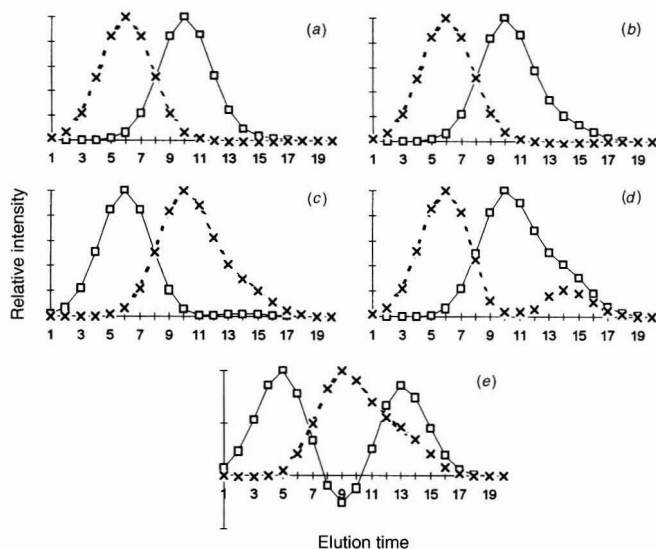 (a)
1 3 5 7 9 11 13 15 17 19
(b)
1 3 5 7 9 11 13 15 17 19
Relative intensity
(c)
1 3 5 7 9 11 13 15 17 19
(d)
1 3 5 7 9 11 13 15 17 19
(e)
1 3 5 7 9 11 13 15 17 19
Elution time